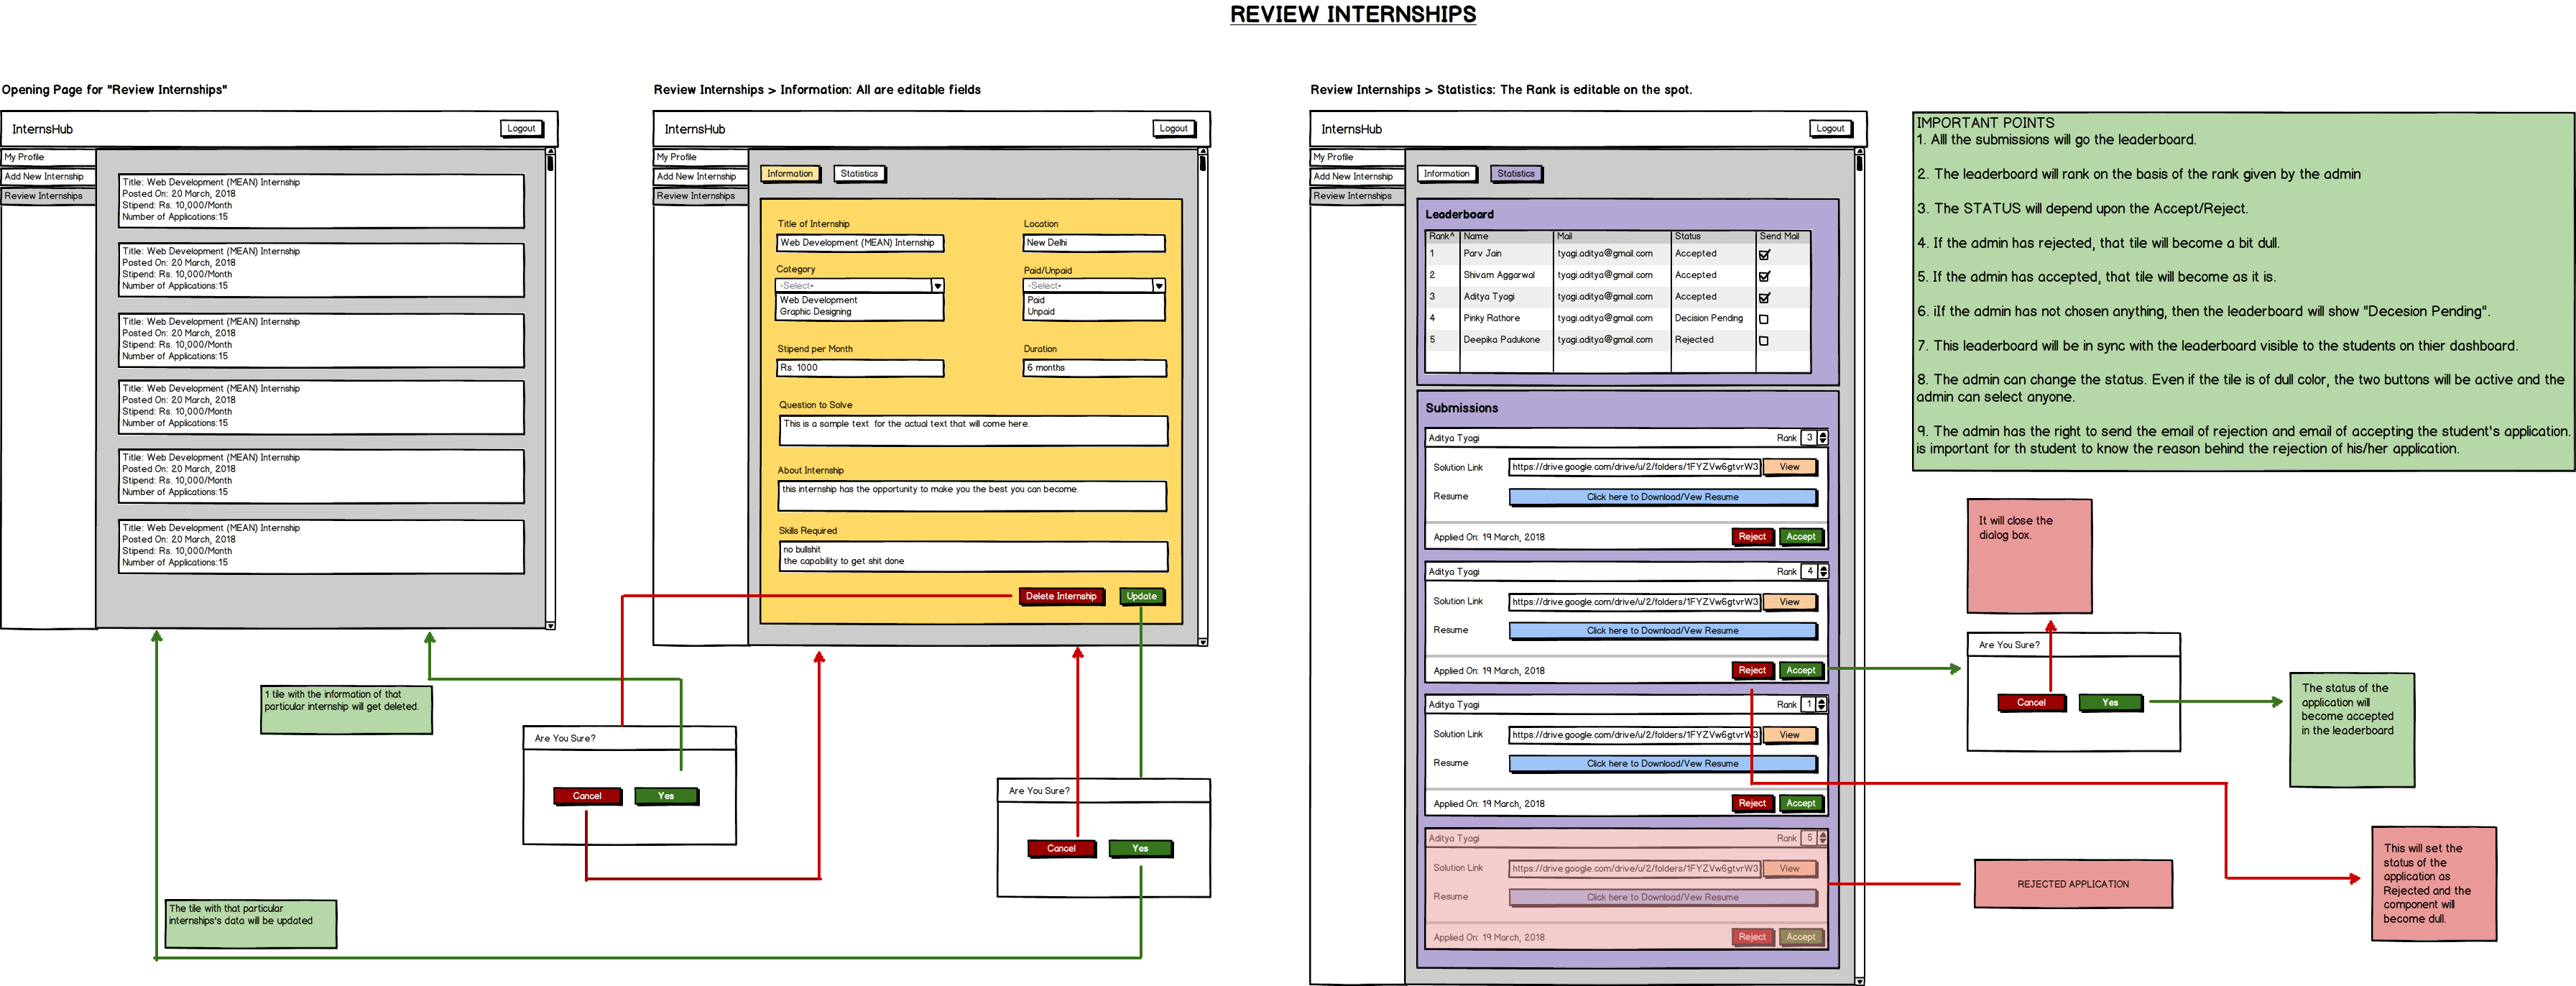 REVIEW INTERNSHIPS
Opening Page for "Review Internships"
InternsHub
Logout
My Profile
Add New Internship
Review Internships
Title: Web Development (MEAN) Internship
Posted On: 20 March, 2018
Stipend: Rs. 10,000/Month
Number of Applications:15
Title: Web Development (MEAN) Internship
Posted On: 20 March, 2018
Stipend: Rs. 10,000/Month
Number of Applications:15
Title: Web Development (MEAN) Internship
Posted On: 20 March, 2018
Stipend: Rs. 10,000/Month
Number of Applications:15
Title: Web Development (MEAN) Internship
Posted On: 20 March, 2018
Stipend: Rs. 10,000/Month
Number of Applications:15
Title: Web Development (MEAN) Internship
Posted On: 20 March, 2018
Stipend: Rs. 10,000/Month
Number of Applications:15
Title: Web Development (MEAN) Internship
Posted On: 20 March, 2018
Stipend: Rs. 10,000/Month
Number of Applications:15
1 tile with the information of that
particular internship will get deleted.
The tile with that particular
internships's data will be updated
Review Internships > Information: All are editable fields
InternsHub
Logout
My Profile
Add New Internship
Review Internships
Information
Statistics
Title of Internship
Location
Web Development (MEAN) Internship
New Delhi
Category
Paid/Unpaid
-Select-
-Select-
Web Development
Graphic Designing
Paid
Unpaid
Stipend per Month
Duration
Rs. 1000
6 months
Question to Solve
This is a sample text for the actual text that will come here.
About Internship
this internship has the opportunity to make you the best you can become.
Skills Required
no bullshit
the capability to get shit done
Delete Internship
Update
Are You Sure?
Cancel
Yes
Are You Sure?
Cancel
Yes
Review Internships > Statistics: The Rank is editable on the spot.
InternsHub
Logout
My Profile
Add New Internship
Review Internships
Information
Statistics
Leaderboard
Rank^ Name Mail Status Send Mail
1 Parv Jain tyagi.aditya@gmail.com Accepted
2 Shivam Aggarwal tyagi.aditya@gmail.com Accepted
3 Aditya Tyagi tyagi.aditya@gmail.com Accepted
4 Pinky Rathore tyagi.aditya@gmail.com Decision Pending
5 Deepika Padukone tyagi.aditya@gmail.com Rejected
Submissions
Aditya Tyagi Rank 3
Solution Link https://drive.google.com/drive/u/2/folders/1FYZVw6gtvrW3 View
Resume Click here to Download/Vew Resume
Applied On: 19 March, 2018 Reject Accept
Aditya Tyagi Rank 4
Solution Link https://drive.google.com/drive/u/2/folders/1FYZVw6gtvrW3 View
Resume Click here to Download/Vew Resume
Applied On: 19 March, 2018 Reject Accept
Aditya Tyagi Rank 1
Solution Link https://drive.google.com/drive/u/2/folders/1FYZVw6gtvrW3 View
Resume Click here to Download/Vew Resume
Applied On: 19 March, 2018 Reject Accept
Aditya Tyagi Rank 5
Solution Link https://drive.google.com/drive/u/2/folders/1FYZVw6gtvrW3 View
Resume Click here to Download/Vew Resume
Applied On: 19 March, 2018 Reject Accept
IMPORTANT POINTS
1. All the submissions will go the leaderboard.
2. The leaderboard will rank on the basis of the rank given by the admin
3. The STATUS will depend upon the Accept/Reject.
4. If the admin has rejected, that tile will become a bit dull.
5. If the admin has accepted, that tile will become as it is.
6. iIf the admin has not chosen anything, then the leaderboard will show "Decesion Pending".
7. This leaderboard will be in sync with the leaderboard visible to the students on thier dashboard.
8. The admin can change the status. Even if the tile is of dull color, the two buttons will be active and the
admin can select anyone.
9. The admin has the right to send the email of rejection and email of accepting the student's application.
is important for th student to know the reason behind the rejection of his/her application.
It will close the
dialog box.
Are You Sure?
Cancel
Yes
The status of the
application will
become accepted
in the leaderboard
REJECTED APPLICATION
This will set the
status of the
application as
Rejected and the
component will
become dull.